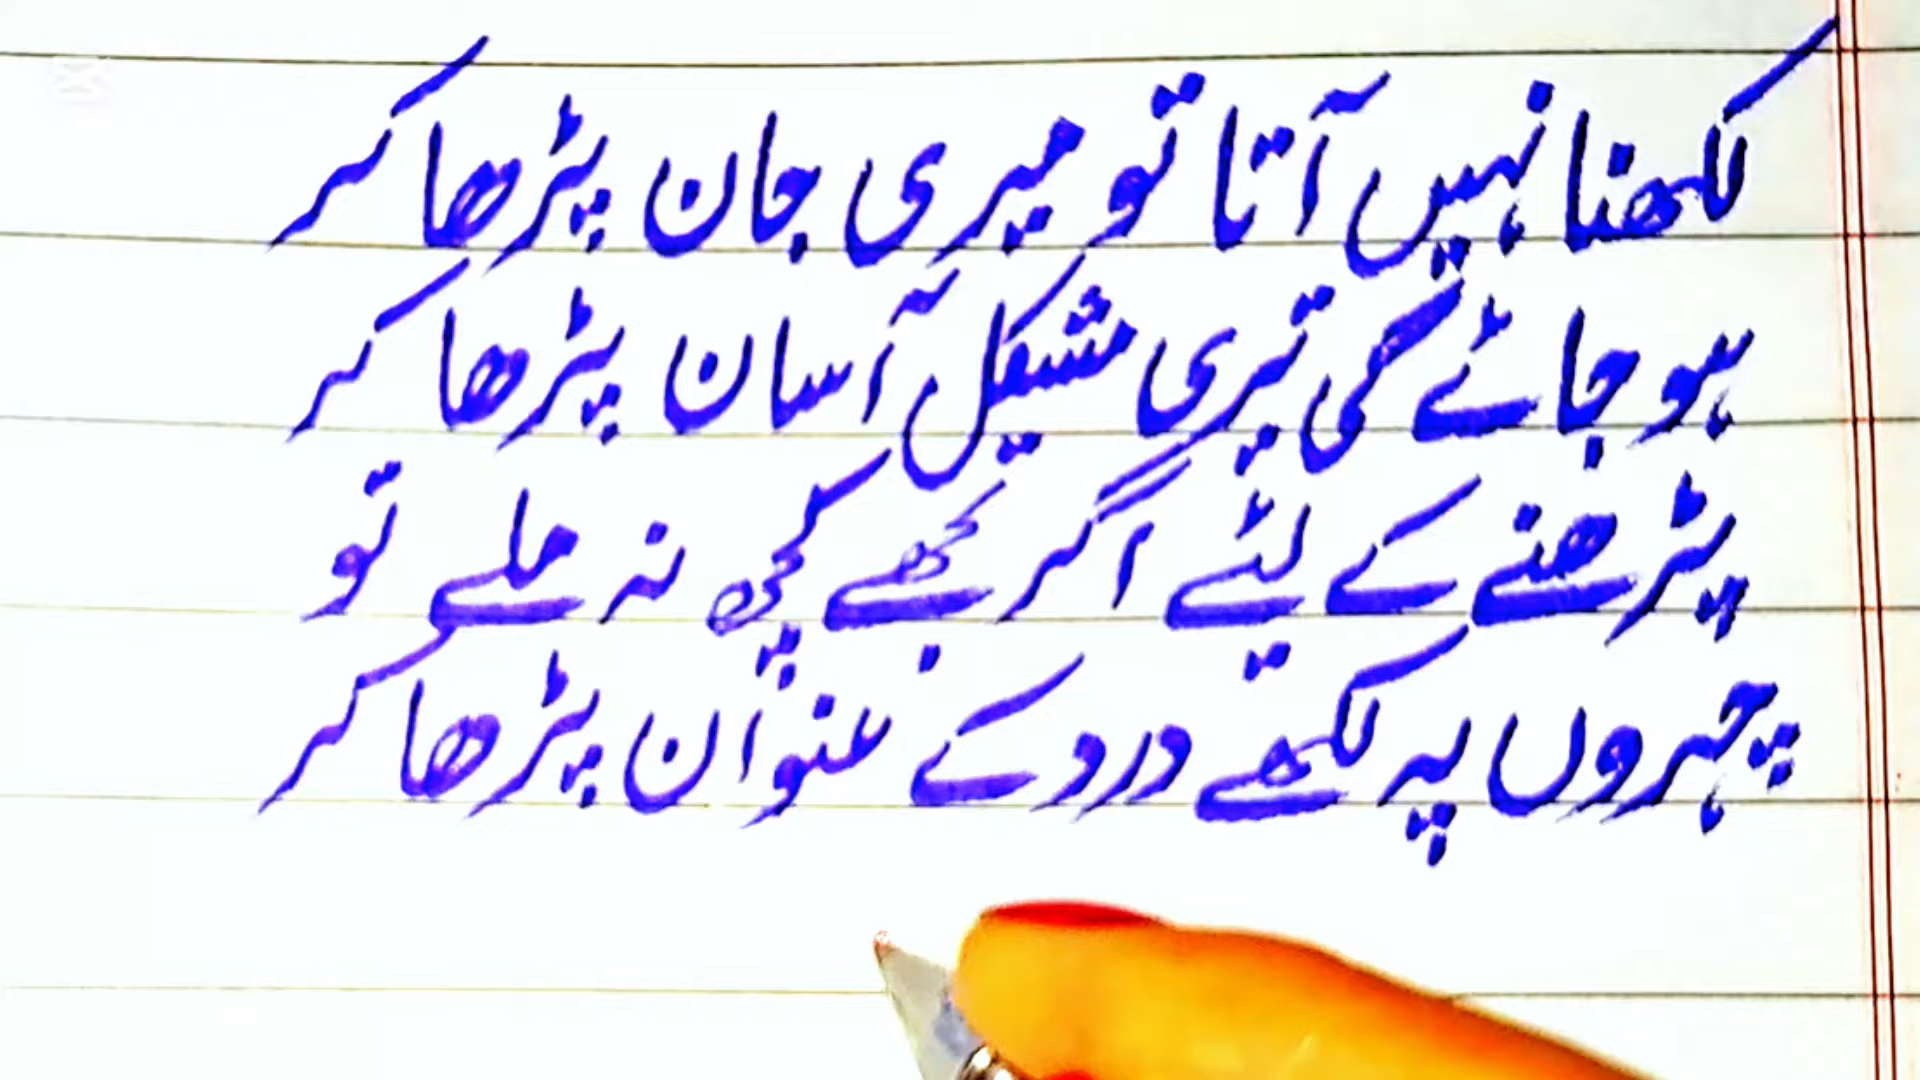 لکھنا نہیں آتا تو میری جان پڑھا کر
ہو جائے گی تیری مشکل آسان پڑھا کر
پڑھنے کے لئے اگر تجھے کچھ نہ ملے تو
چہروں پہ لکھے درد کے عنوان پڑھا کر